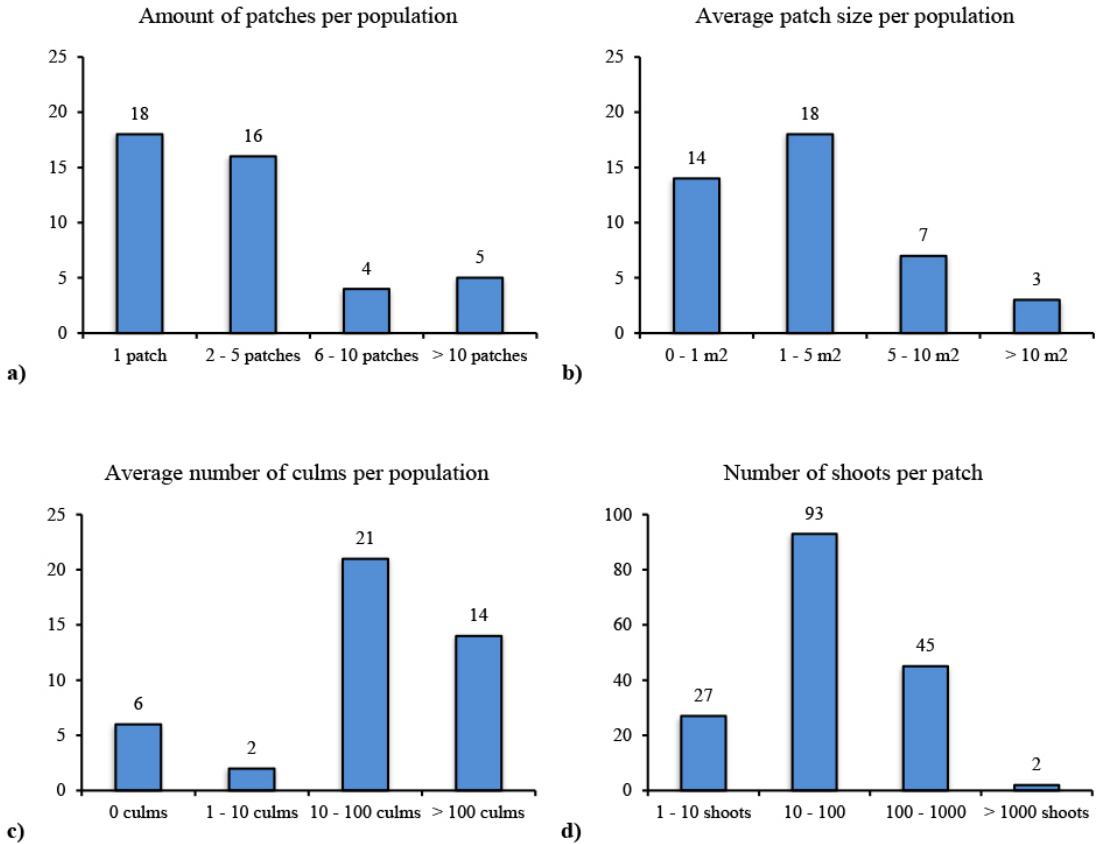 Amount of patches per population
25
20
15
10
5
0
18
16
4
5
1 patch
2 - 5 patches
6 - 10 patches
> 10 patches
a)
Average patch size per population
25
20
15
10
5
0
14
18
7
3
0 - 1 m2
1 - 5 m2
5 - 10 m2
> 10 m2
b)
Average number of culms per population
25
20
15
10
5
0
6
2
21
14
0 culms
1 - 10 culms
10 - 100 culms
> 100 culms
c)
Number of shoots per patch
100
80
60
40
20
0
27
93
45
2
1 - 10 shoots
10 - 100
100 - 1000
> 1000 shoots
d)